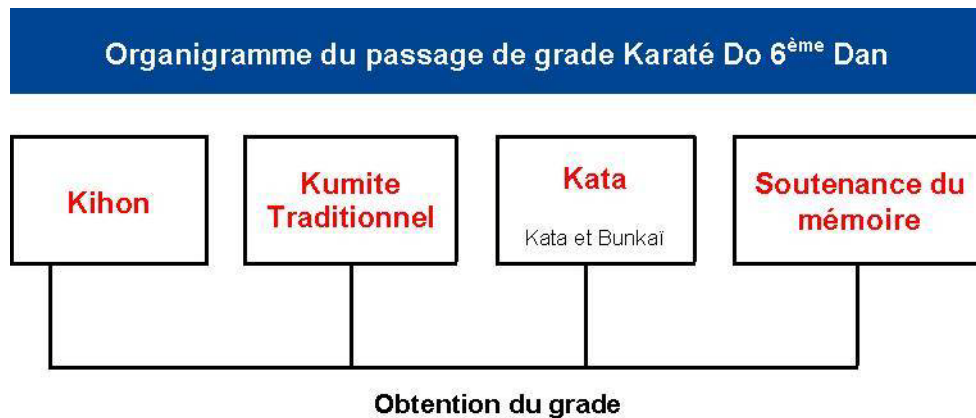 Organigramme du passage de grade Karaté Do 6ème Dan
Kihon
Kumite
Traditionnel
Kata
Kata et Bunkaï
Soutenance du
mémoire
Obtention du grade